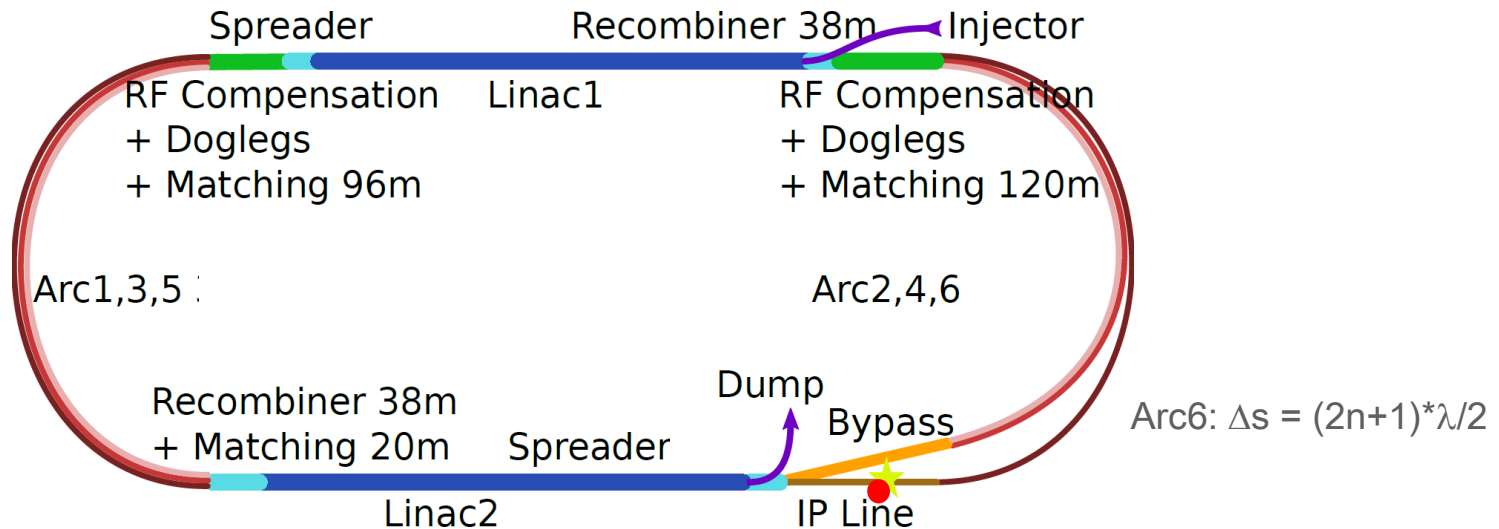 Spreader
Recombiner 38m
Injector
RF Compensation
+ Doglegs
+ Matching 96m
Linac1
RF Compensation
+ Doglegs
+ Matching 120m
Arc1,3,5
Arc2,4,6
Dump
Bypass
Arc6: Δs = (2n+1)*λ/2
Recombiner 38m
+ Matching 20m
Spreader
Linac2
IP Line